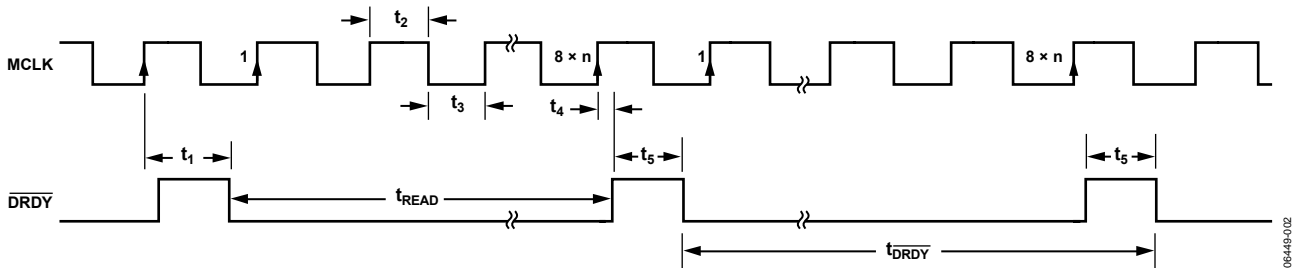 t2
MCLK
1
8 × n
1
8 × n
t3
t4
t1
t5
t5
DRDY
tREAD
tDRDY
06449-002